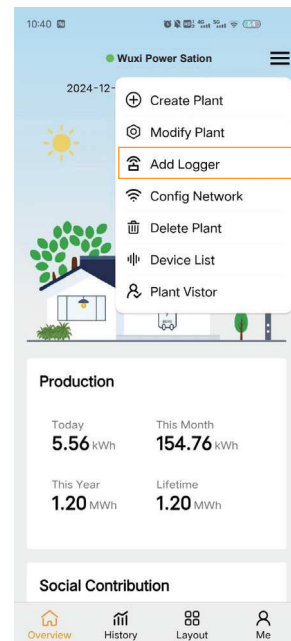 10:40
Wuxi Power Sation
2024-12-
Create Plant
Modify Plant
Add Logger
Config Network
Delete Plant
Device List
Plant Vistor
Production
Today
This Month
5.56 kWh
154.76 kWh
This Year
Lifetime
1.20 MWh
1.20 MWh
Social Contribution
Overview
History
Layout
Me